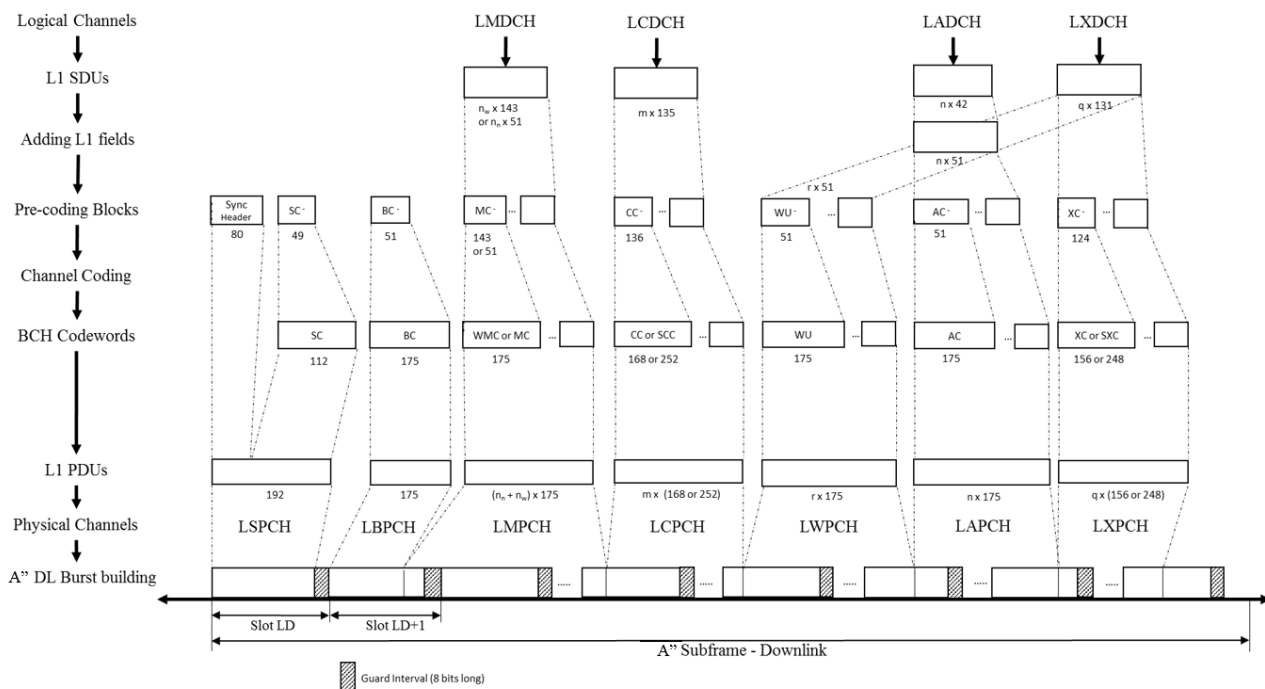 Logical Channels
LMDCH
LCDCH
LADCH
LXDCH
L1 SDUs
n_w x 143
or n_n x 51
m x 135
n x 42
q x 131
Adding L1 fields
n x 51
r x 51
Pre-coding Blocks
Sync
Header
SC -
BC -
MC -
...
CC -
...
WU -
...
AC -
...
XC -
...
80
49
51
143
or 51
136
51
51
124
Channel Coding
BCH Codewords
SC
BC
WMC or MC
...
CC or SCC
...
WU
...
AC
...
XC or SXC
...
112
175
175
168 or 252
175
175
156 or 248
L1 PDUs
192
175
(n_n + n_w) x 175
m x (168 or 252)
r x 175
n x 175
q x (156 or 248)
Physical Channels
LSPCH
LBPCH
LMPCH
LCPCH
LWPCH
LAPCH
LXPCH
A” DL Burst building
.....
.....
.....
.....
.....
Slot LD
Slot LD+1
A” Subframe - Downlink
Guard Interval (8 bits long)